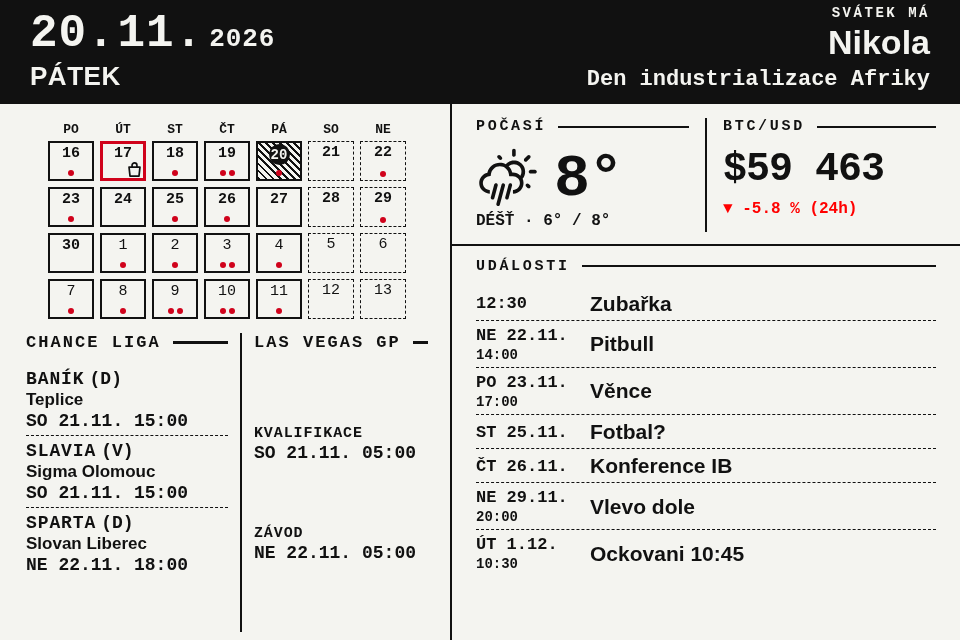 20.11. 2026
PÁTEK
SVÁTEK MÁ
Nikola
Den industrializace Afriky
PO ÚT ST ČT PÁ SO NE
16 17 18 19 20 21 22
23 24 25 26 27 28 29
30 1 2 3 4 5 6
7 8 9 10 11 12 13
CHANCE LIGA
BANÍK (D)
Teplice
SO 21.11. 15:00
SLAVIA (V)
Sigma Olomouc
SO 21.11. 15:00
SPARTA (D)
Slovan Liberec
NE 22.11. 18:00
LAS VEGAS GP
KVALIFIKACE
SO 21.11. 05:00
ZÁVOD
NE 22.11. 05:00
POČASÍ
8°
DÉŠŤ · 6° / 8°
BTC/USD
$59 463
▼ -5.8 % (24h)
UDÁLOSTI
12:30 Zubařka
NE 22.11. 14:00 Pitbull
PO 23.11. 17:00 Věnce
ST 25.11. Fotbal?
ČT 26.11. Konference IB
NE 29.11. 20:00 Vlevo dole
ÚT 1.12. 10:30 Ockovani 10:45